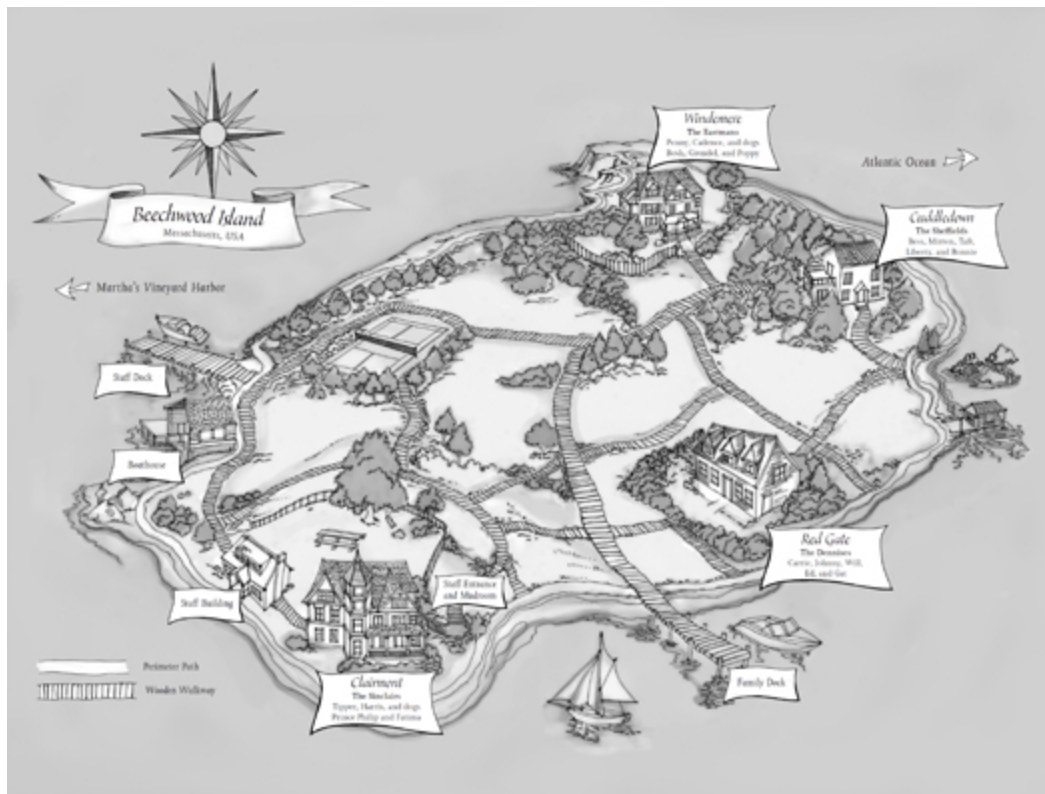 Windemere
The Eastmans
Penny, Cadence, and dogs
Bosh, Grendel, and Poppy
Atlantic Ocean
Beechwood Island
Massachusetts, USA
Cuddledown
The Sheffields
Bess, Mirren, Taft,
Liberty, and Bonnie
Martha's Vineyard Harbor
Staff Dock
Boathouse
Red Gate
The Dennises
Carrie, Johnny, Will,
Ed, and Gat
Staff Entrance
and Mudroom
Staff Building
Perimeter Path
Wooden Walkway
Family Dock
Clairmont
The Sinclairs
Tipper, Harris, and dogs
Prince Philip and Fatima